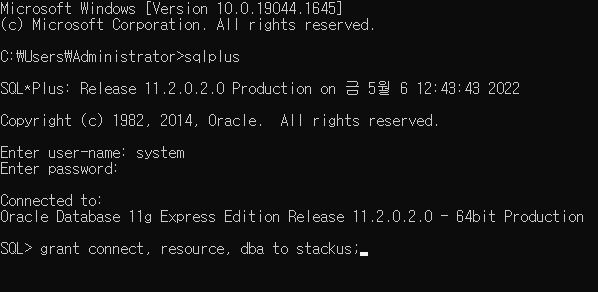 Microsoft Windows [Version 10.0.19044.1645]
(c) Microsoft Corporation. All rights reserved.
C:₩Users₩Administrator>sqlplus
SQL*Plus: Release 11.2.0.2.0 Production on 금 5월 6 12:43:43 2022
Copyright (c) 1982, 2014, Oracle.  All rights reserved.
Enter user-name: system
Enter password:
Connected to:
Oracle Database 11g Express Edition Release 11.2.0.2.0 - 64bit Production
SQL> grant connect, resource, dba to stackus;